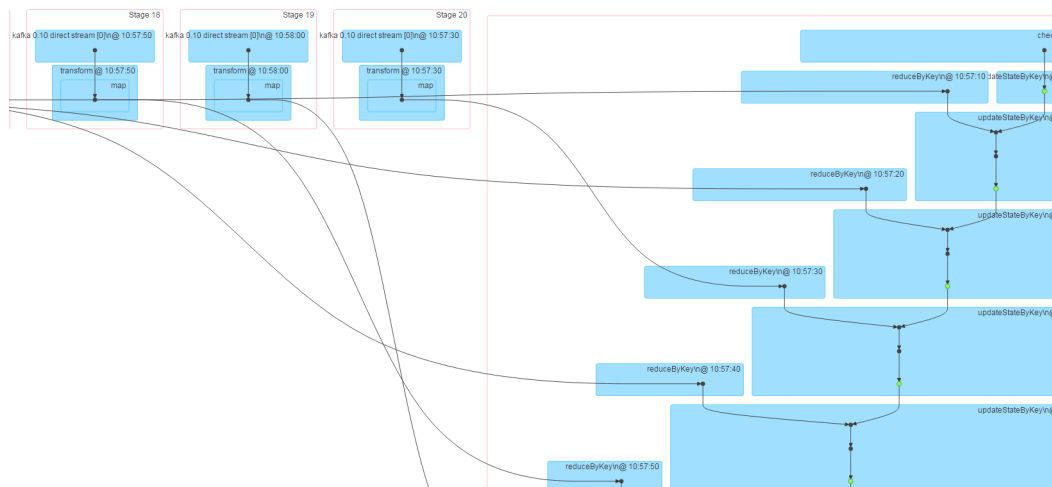 Stage 18
kafka 0.10 direct stream [0]\n@ 10:57:50
transform @ 10:57:50
map
Stage 19
kafka 0.10 direct stream [0]\n@ 10:58:00
transform @ 10:58:00
map
Stage 20
kafka 0.10 direct stream [0]\n@ 10:57:30
transform @ 10:57:30
map
reduceByKey\n@ 10:57:10
updateStateByKey\n@
reduceByKey\n@ 10:57:20
updateStateByKey\n@
reduceByKey\n@ 10:57:30
updateStateByKey\n@
reduceByKey\n@ 10:57:40
updateStateByKey\n@
reduceByKey\n@ 10:57:50